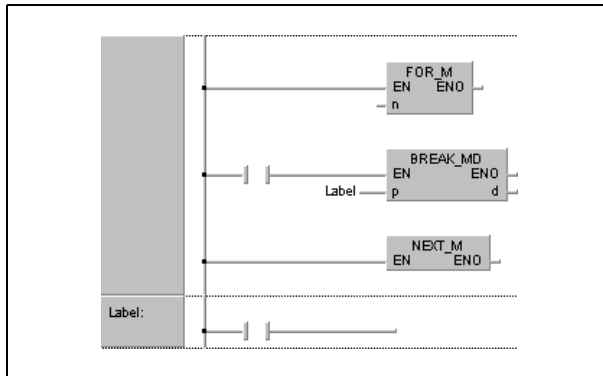 FOR_M
EN ENO
n
BREAK_MD
EN ENO
Label p d
NEXT_M
EN ENO
Label: